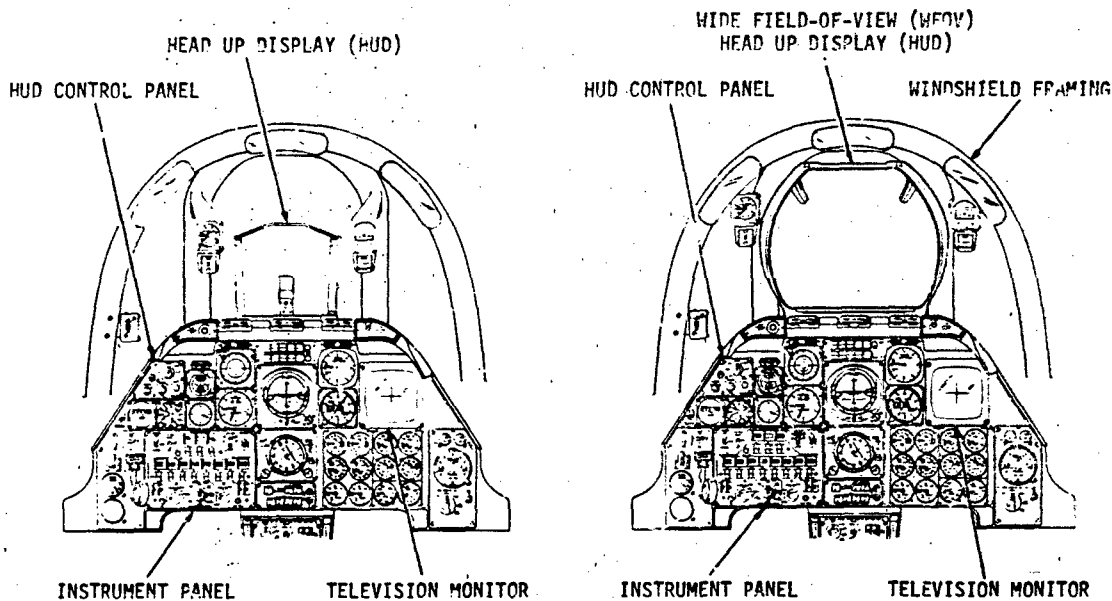 HEAD UP DISPLAY (HUD)
HUD CONTROL PANEL
INSTRUMENT PANEL
TELEVISION MONITOR
WIDE FIELD-OF-VIEW (WFOV)
HEAD UP DISPLAY (HUD)
HUD CONTROL PANEL
WINDSHIELD FRAMING
INSTRUMENT PANEL
TELEVISION MONITOR